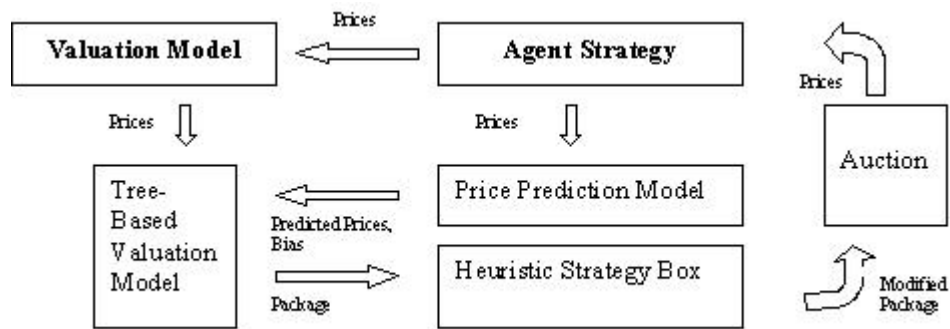 Prices
Valuation Model
Agent Strategy
Prices
Prices
Prices
Auction
Tree-
Based
Valuation
Model
Price Prediction Model
Predicted Prices,
Bias
Heuristic Strategy Box
Package
Modified
Package